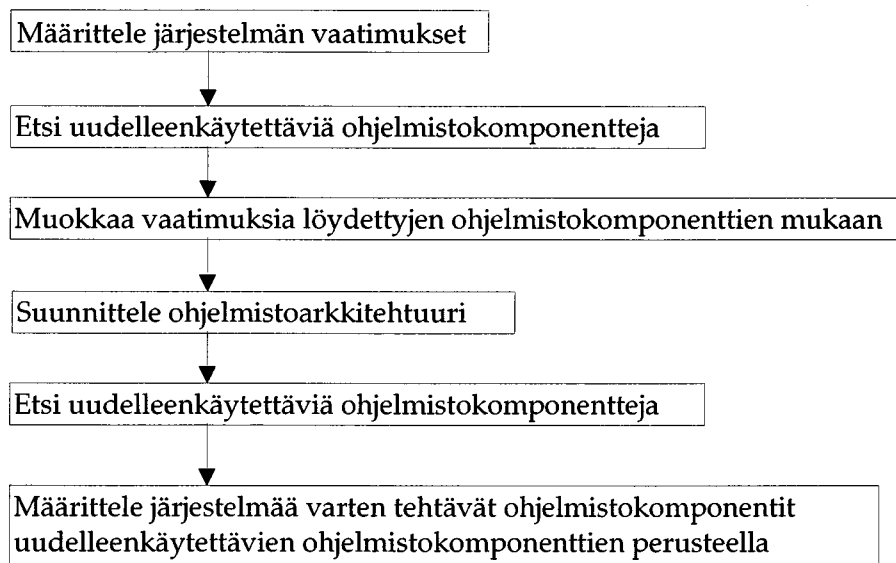 Määrittele järjestelmän vaatimukset
Etsi uudelleenkäytettäviä ohjelmistokomponentteja
Muokkaa vaatimuksia löydettyjen ohjelmistokomponenttien mukaan
Suunnittele ohjelmistoarkkitehtuuri
Etsi uudelleenkäytettäviä ohjelmistokomponentteja
Määrittele järjestelmää varten tehtävät ohjelmistokomponentit
uudelleenkäytettävien ohjelmistokomponenttien perusteella